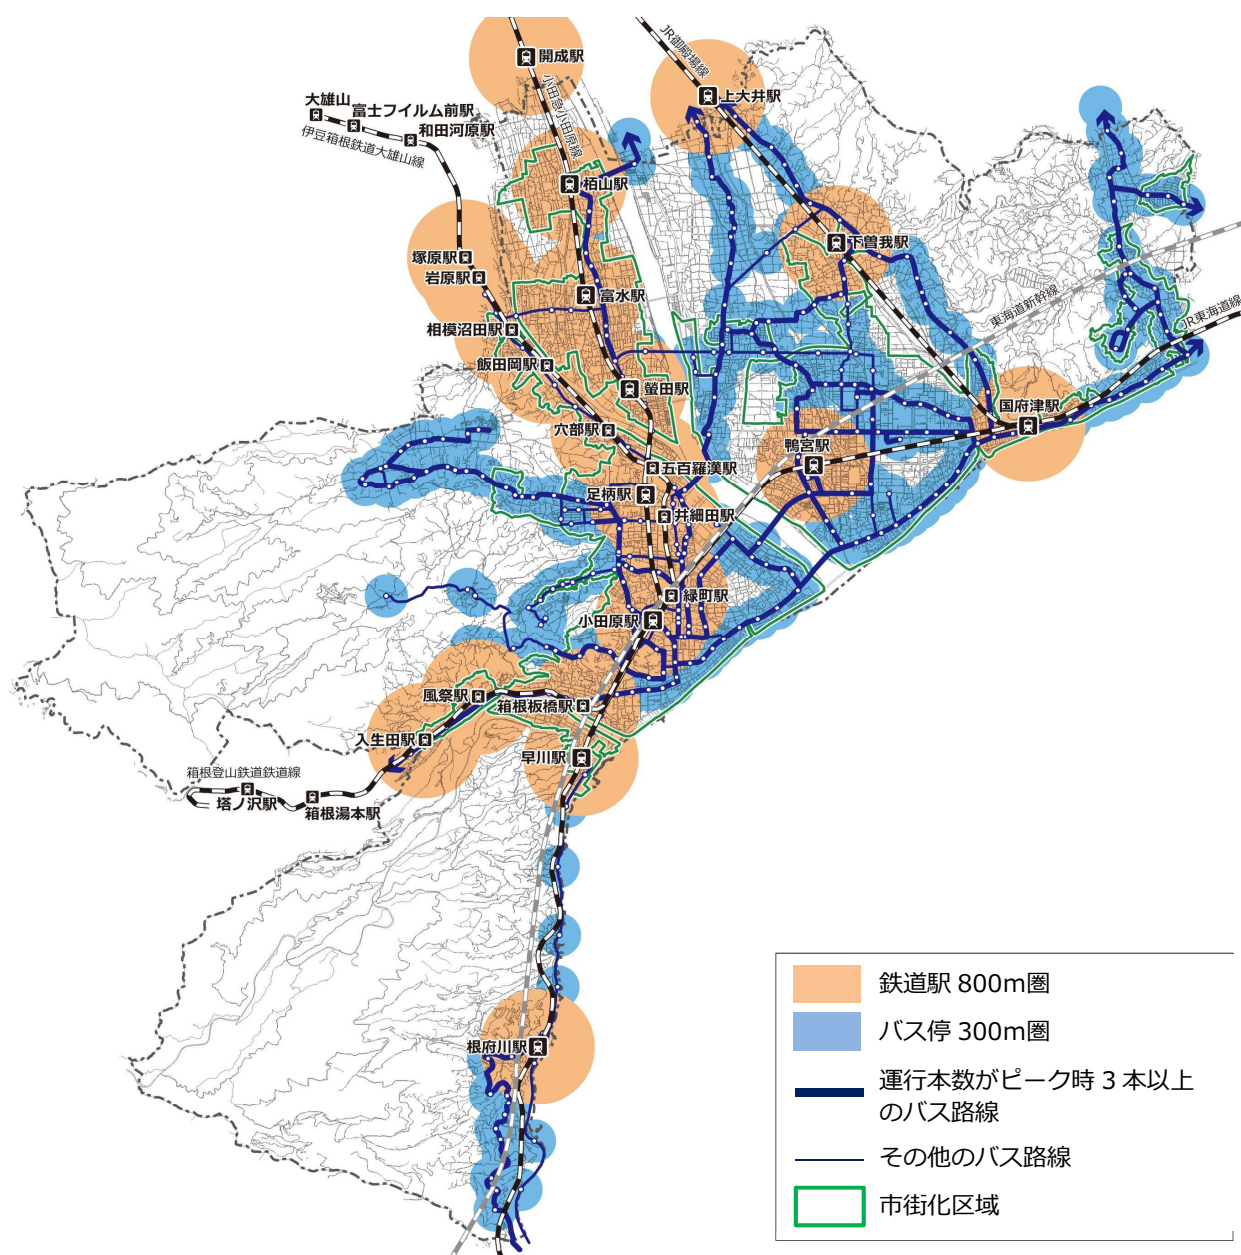 開成駅
JR御殿場線
上大井駅
小田急小田原線
大雄山
富士フイルム前駅
和田河原駅
伊豆箱根鉄道大雄山線
栢山駅
下曽我駅
塚原駅
岩原駅
富水駅
東海道新幹線
JR東海道線
相模沼田駅
飯田岡駅
螢田駅
国府津駅
穴部駅
鴨宮駅
五百羅漢駅
足柄駅
井細田駅
緑町駅
小田原駅
風祭駅
箱根板橋駅
入生田駅
早川駅
箱根登山鉄道鉄道線
塔ノ沢駅
箱根湯本駅
根府川駅
鉄道駅 800m圏
バス停 300m圏
運行本数がピーク時 3 本以上
のバス路線
その他のバス路線
市街化区域